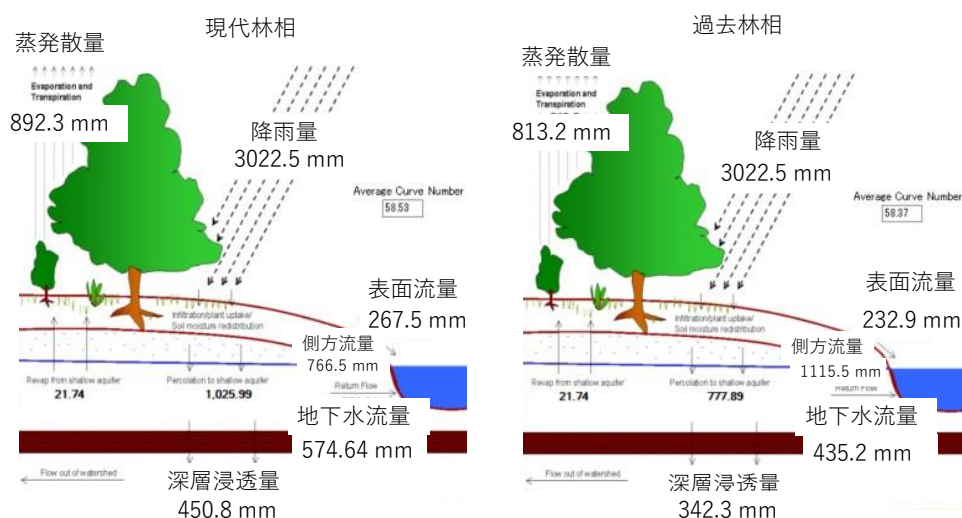 現代林相
蒸発散量
Evaporation and
Transpiration
892.3 mm
降雨量
3022.5 mm
Average Curve Number
58.53
表面流量
267.5 mm
Infiltration/plant uptake/
Soil moisture redistribution
側方流量
766.5 mm
Revap from shallow aquifer
21.74
Percolation to shallow aquifer
1,025.99
Return Flow
地下水流量
574.64 mm
Flow out of watershed
深層浸透量
450.8 mm
過去林相
蒸発散量
Evaporation and
Transpiration
813.2 mm
降雨量
3022.5 mm
Average Curve Number
58.37
表面流量
232.9 mm
Infiltration/plant uptake/
Soil moisture redistribution
側方流量
1115.5 mm
Revap from shallow aquifer
21.74
Percolation to shallow aquifer
777.89
Return Flow
地下水流量
435.2 mm
Flow out of watershed
深層浸透量
342.3 mm